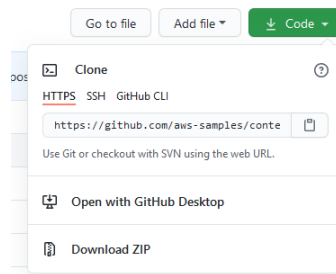 Go to file
Add file
Code
Clone
HTTPS SSH GitHub CLI
https://github.com/aws-samples/conte
Use Git or checkout with SVN using the web URL.
Open with GitHub Desktop
Download ZIP